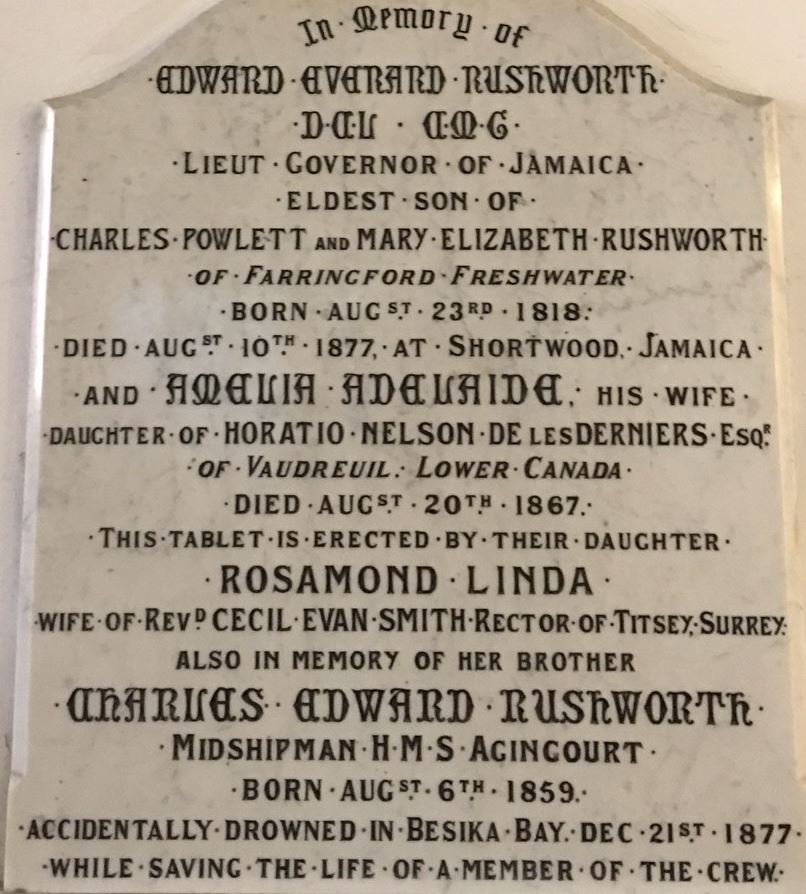 In · Memory · of
· EDWARD · EVERARD · RUSHWORTH ·
· D · C · L · C · M · G ·
· LIEUT · GOVERNOR · OF · JAMAICA ·
· ELDEST · SON · OF ·
· CHARLES · POWLETT AND MARY · ELIZABETH · RUSHWORTH ·
· OF · FARRINGFORD · FRESHWATER ·
· BORN · AUGST · 23RD · 1818 ·
· DIED · AUGST · 10TH · 1877, · AT · SHORTWOOD, · JAMAICA ·
· AND · AMELIA · ADELAIDE, · HIS · WIFE ·
· DAUGHTER · OF · HORATIO · NELSON · DE LES DERNIERS · ESQR
· OF · VAUDREUIL · LOWER · CANADA ·
· DIED · AUGST · 20TH · 1867. ·
· THIS · TABLET · IS · ERECTED · BY · THEIR · DAUGHTER ·
· ROSAMOND · LINDA ·
· WIFE · OF · REVD CECIL · EVAN · SMITH · RECTOR · OF · TITSEY, · SURREY.
ALSO IN MEMORY OF HER BROTHER
· CHARLES · EDWARD · RUSHWORTH ·
· MIDSHIPMAN · H · M · S · AGINCOURT ·
· BORN · AUGST · 6TH · 1859. ·
· ACCIDENTALLY · DROWNED · IN · BESIKA · BAY. · DEC · 21ST · 1877 ·
· WHILE · SAVING · THE · LIFE · OF · A · MEMBER · OF · THE · CREW. ·